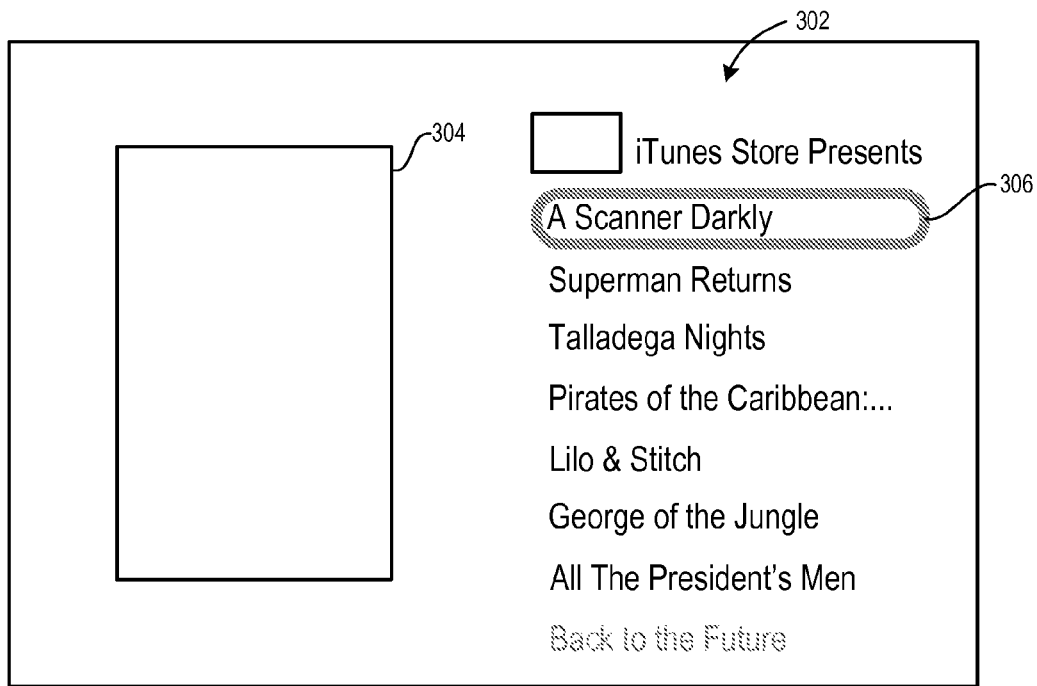 302
304
iTunes Store Presents
306
A Scanner Darkly
Superman Returns
Talladega Nights
Pirates of the Caribbean:...
Lilo & Stitch
George of the Jungle
All The President's Men
Back to the Future